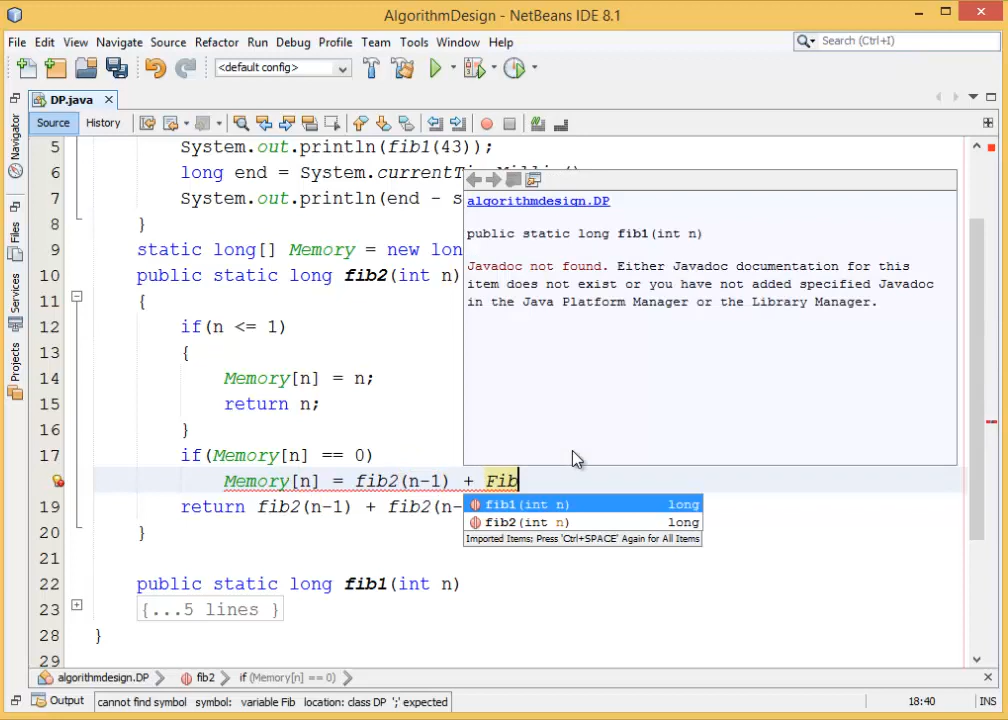 AlgorithmDesign - NetBeans IDE 8.1
File Edit View Navigate Source Refactor Run Debug Profile Team Tools Window Help
Search (Ctrl+I)
<default config>
DP.java
Source History
Navigator
Files
Services
Projects
5 System.out.println(fib1(43));
6 long end = System.
7 System.out.println(end - s
8 }
9 static long[] Memory = new lon
10 public static long fib2(int n)
11 {
12 if(n <= 1)
13 {
14 Memory[n] = n;
15 return n;
16 }
17 if(Memory[n] == 0)
Memory[n] = fib2(n-1) + Fib
19 return fib2(n-1) + fib2(n-
20 }
21
22 public static long fib1(int n)
23 {...5 lines }
28 }
29
algorithmdesign.DP
public static long fib1(int n)
Javadoc not found. Either Javadoc documentation for this
item does not exist or you have not added specified Javadoc
in the Java Platform Manager or the Library Manager.
fib1(int n) long
fib2(int n) long
Imported Items; Press 'Ctrl+SPACE' Again for All Items
algorithmdesign.DP fib2 if (Memory[n] == 0)
Output cannot find symbol symbol: variable Fib location: class DP ';' expected 18:40 INS